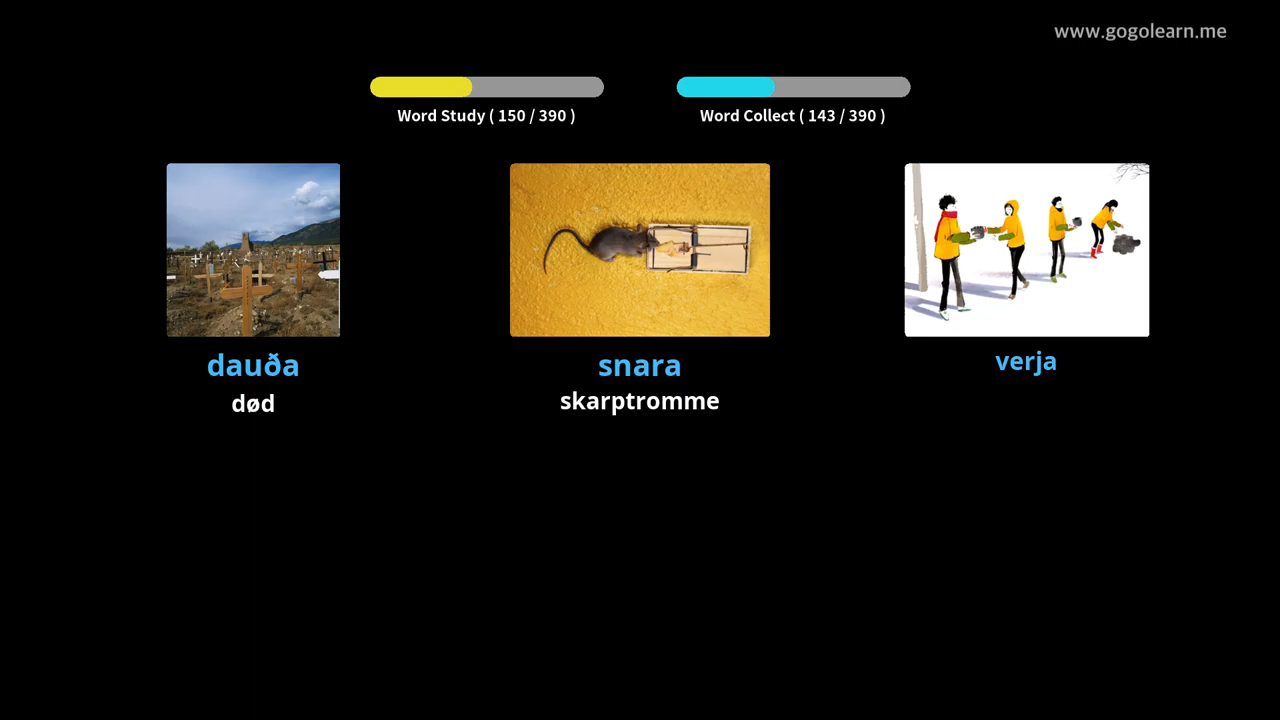 www.gogolearn.me
Word Study ( 150 / 390 )
Word Collect ( 143 / 390 )
dauða
død
snara
skarptromme
verja